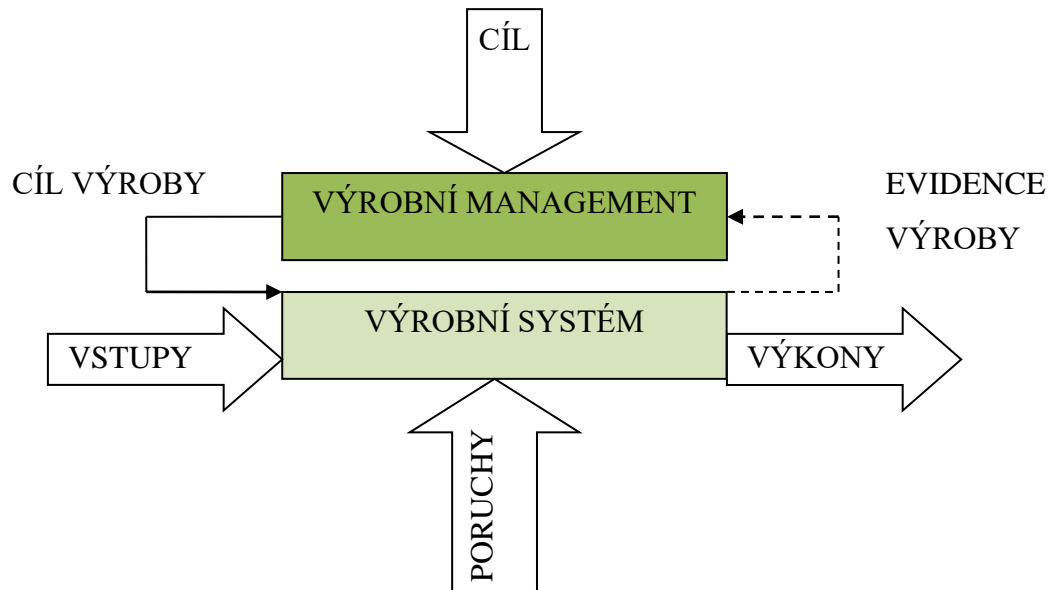 CÍL
CÍL VÝROBY
VÝROBNÍ MANAGEMENT
EVIDENCE
VÝROBY
VÝROBNÍ SYSTÉM
VSTUPY
VÝKONY
PORUCHY